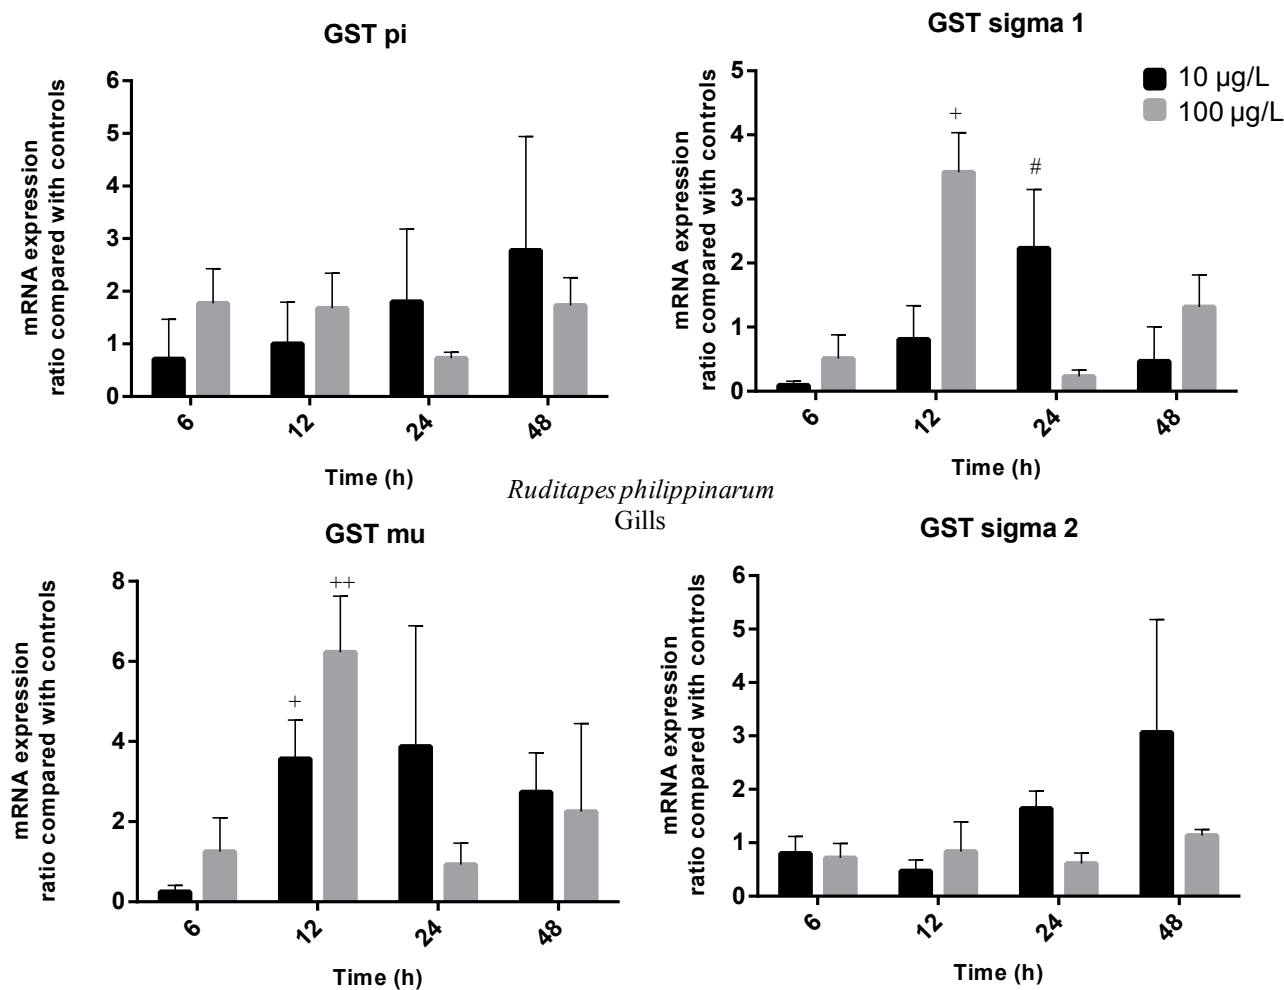 GST pi
mRNA expression
ratio compared with controls
6
5
4
3
2
1
0
6
12
24
48
Time (h)
GST sigma 1
mRNA expression
ratio compared with controls
5
4
3
2
1
0
+
#
6
12
24
48
Time (h)
10 µg/L
100 µg/L
Ruditapes philippinarum
Gills
GST mu
mRNA expression
ratio compared with controls
8
6
4
2
0
+
++
6
12
24
48
Time (h)
GST sigma 2
mRNA expression
ratio compared with controls
6
5
4
3
2
1
0
6
12
24
48
Time (h)